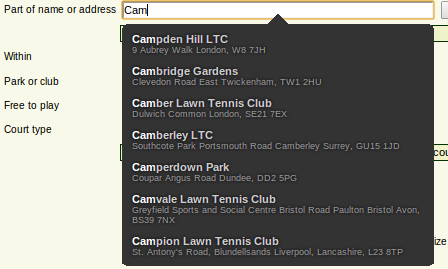 Part of name or address Cam
Campden Hill LTC
9 Aubrey Walk London, W8 7JH
Within
Cambridge Gardens
Clevedon Road East Twickenham, TW1 2HU
Park or club
Camber Lawn Tennis Club
Free to play
Dulwich Common London, SE21 7EX
Court type
Camberley LTC
Southcote Park Portsmouth Road Camberley Surrey, GU15 1JD
Camperdown Park
Coupar Angus Road Dundee, DD2 5PG
Camvale Lawn Tennis Club
Greyfield Sports and Social Centre Bristol Road Paulton Bristol Avon,
BS39 7NX
Campion Lawn Tennis Club
St. Anthony's Road, Blundellsands Liverpool, Lancashire, L23 8TP